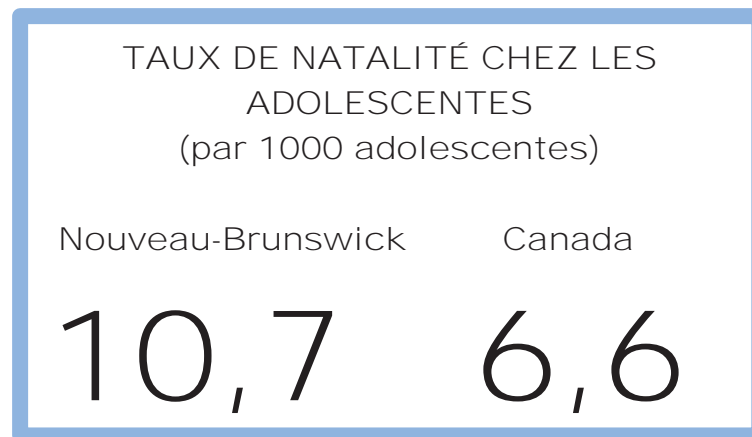 TAUX DE NATALITÉ CHEZ LES
ADOLESCENTES
(par 1000 adolescentes)
Nouveau-Brunswick Canada
10,7 6,6